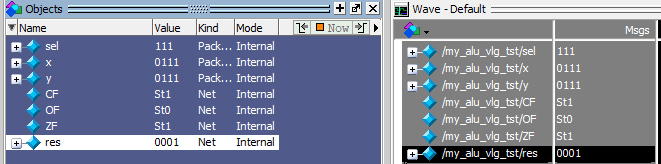 Objects
Name Value Kind Mode Now
sel 111 Pack... Internal
x 0111 Pack... Internal
y 0111 Pack... Internal
CF St1 Net Internal
OF St0 Net Internal
ZF St1 Net Internal
res 0001 Net Internal
Wave - Default
Msgs
/my_alu_vlg_tst/sel 111
/my_alu_vlg_tst/x 0111
/my_alu_vlg_tst/y 0111
/my_alu_vlg_tst/CF St1
/my_alu_vlg_tst/OF St0
/my_alu_vlg_tst/ZF St1
/my_alu_vlg_tst/res 0001